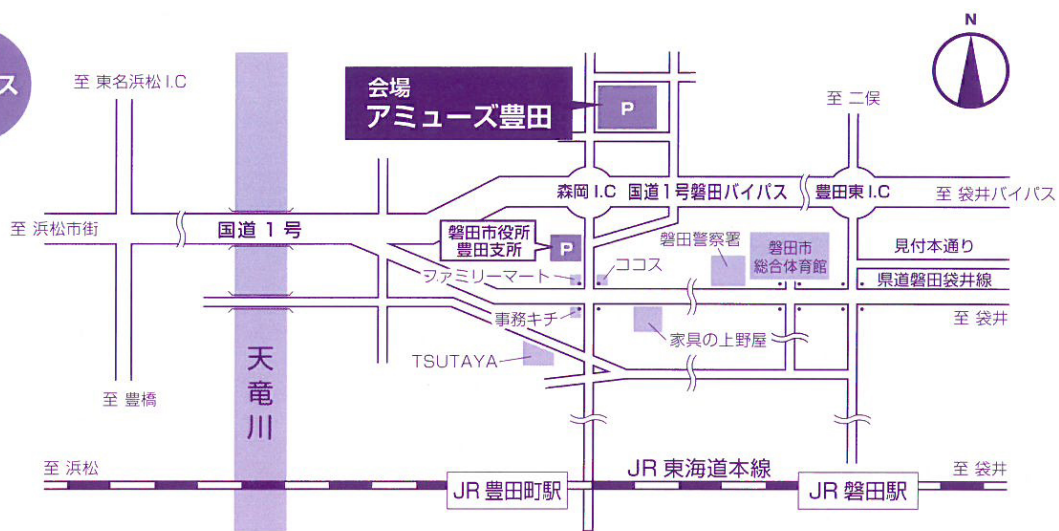 ス
N
至 東名浜松 I.C
会場
アミューズ豊田
P
至 二俣
森岡 I.C
国道1号磐田バイパス
豊田東 I.C
至 袋井バイパス
至 浜松市街
国道 1 号
磐田市役所
豊田支所
P
磐田警察署
磐田市
総合体育館
見付本通り
ファミリーマート
ココス
県道磐田袋井線
事務キチ
家具の上野屋
至 袋井
TSUTAYA
天竜川
至 豊橋
至 浜松
JR 豊田町駅
JR 東海道本線
JR 磐田駅
至 袋井